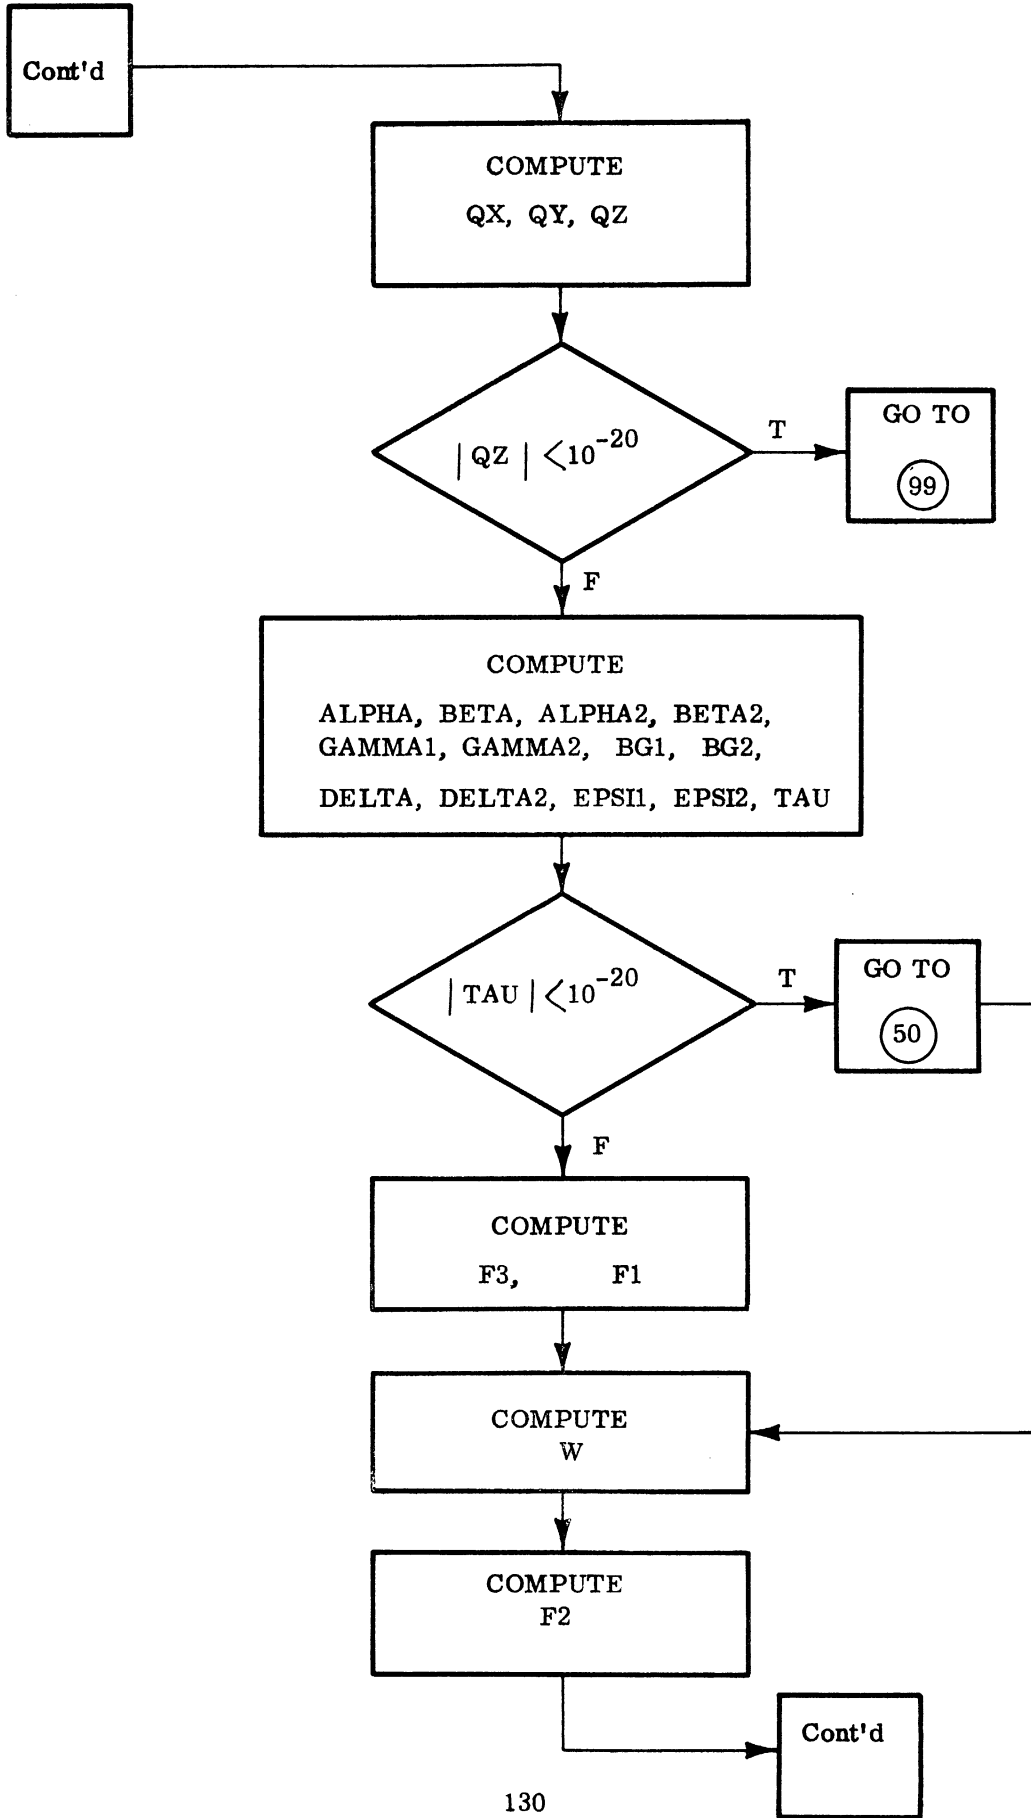 Cont'd
COMPUTE
QX, QY, QZ
| QZ | <10^-20
T
GO TO
99
F
COMPUTE
ALPHA, BETA, ALPHA2, BETA2,
GAMMA1, GAMMA2, BG1, BG2,
DELTA, DELTA2, EPSI1, EPSI2, TAU
| TAU | <10^-20
T
GO TO
50
F
COMPUTE
F3, F1
COMPUTE
W
COMPUTE
F2
Cont'd
130